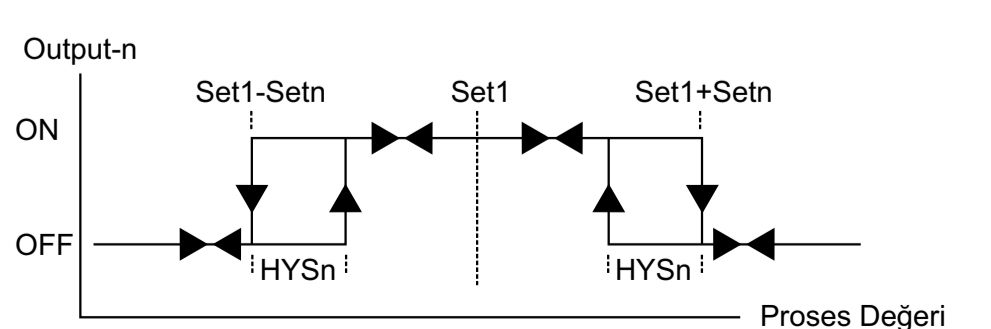 Output-n
Set1-Setn Set1 Set1+Setn
ON
OFF
HYSn HYSn
Proses Değeri